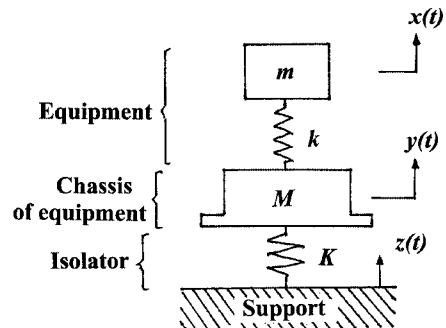 x(t)
m
Equipment
k
y(t)
Chassis
of equipment
M
Isolator
K
z(t)
Support